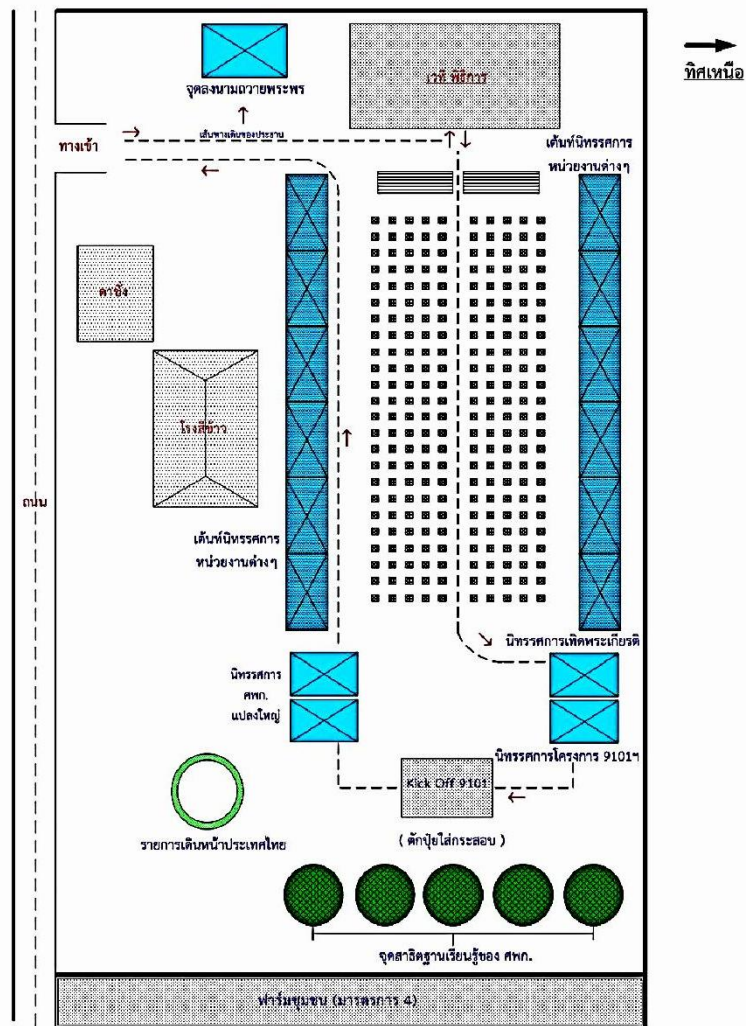 ทิศเหนือ
เวที พิธีการ
จุดลงนามถวายพระพร
เส้นทางเดินของประธาน
ทางเข้า
เต็นท์นิทรรศการ
หน่วยงานต่างๆ
ตาชั่ง
โรงสีข้าว
ถนน
เต็นท์นิทรรศการ
หน่วยงานต่างๆ
นิทรรศการเทิดพระเกียรติ
นิทรรศการ
ศพก.
แปลงใหญ่
นิทรรศการโครงการ 9101ฯ
Kick Off 9101
( ตักปุ๋ยใส่กระสอบ )
รายการเดินหน้าประเทศไทย
จุดสาธิตฐานเรียนรู้ของ ศพก.
ฟาร์มชุมชน (มาตรการ 4)